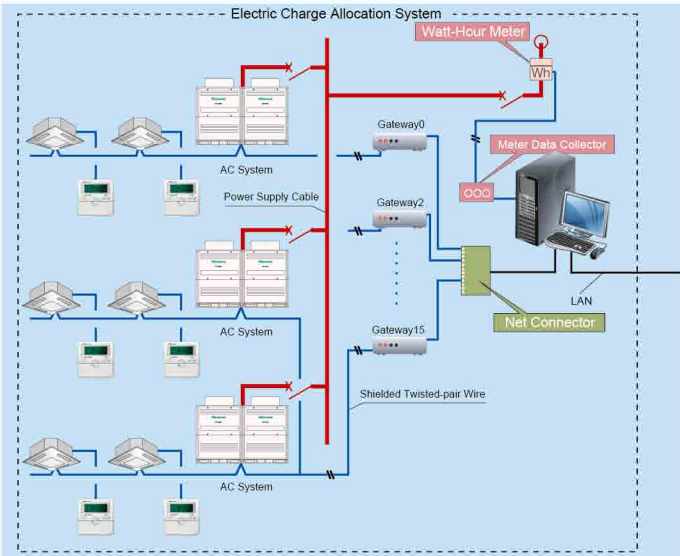 Electric Charge Allocation System
Watt-Hour Meter
Wh
Gateway0
Meter Data Collector
AC System
Power Supply Cable
Gateway2
LAN
Net Connector
AC System
Gateway15
Shielded Twisted-pair Wire
AC System